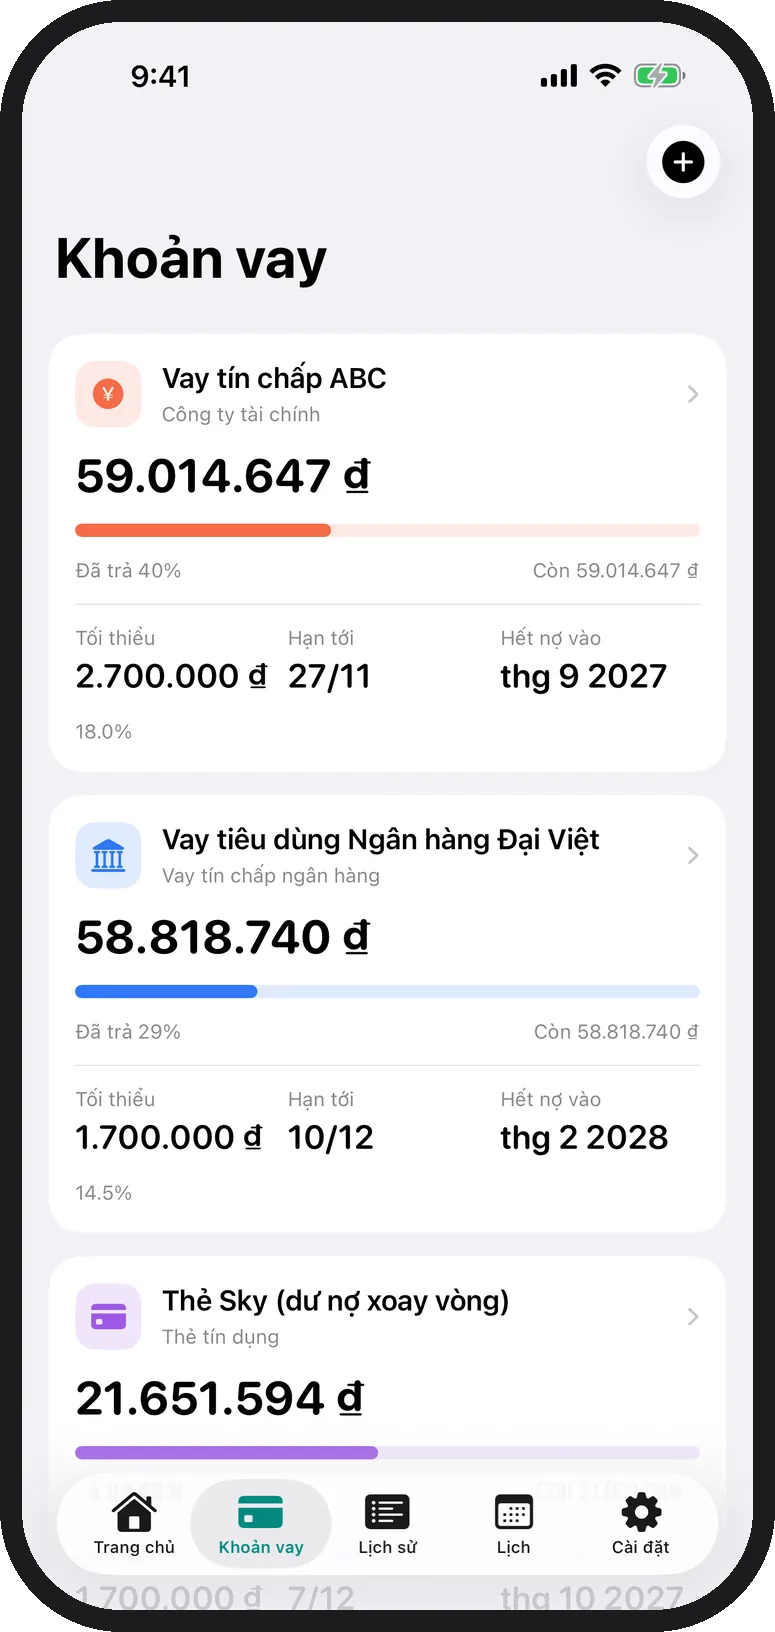 9:41
Khoản vay
¥
Vay tín chấp ABC
Công ty tài chính
59.014.647 ₫
Đã trả 40%
Còn 59.014.647 ₫
Tối thiểu
Hạn tới
Hết nợ vào
2.700.000 ₫
27/11
thg 9 2027
18.0%
Vay tiêu dùng Ngân hàng Đại Việt
Vay tín chấp ngân hàng
58.818.740 ₫
Đã trả 29%
Còn 58.818.740 ₫
Tối thiểu
Hạn tới
Hết nợ vào
1.700.000 ₫
10/12
thg 2 2028
14.5%
Thẻ Sky (dư nợ xoay vòng)
Thẻ tín dụng
21.651.594 ₫
Trang chủ
Khoản vay
Lịch sử
Lịch
Cài đặt
1.700.000 ₫
7/12
thg 10 2027